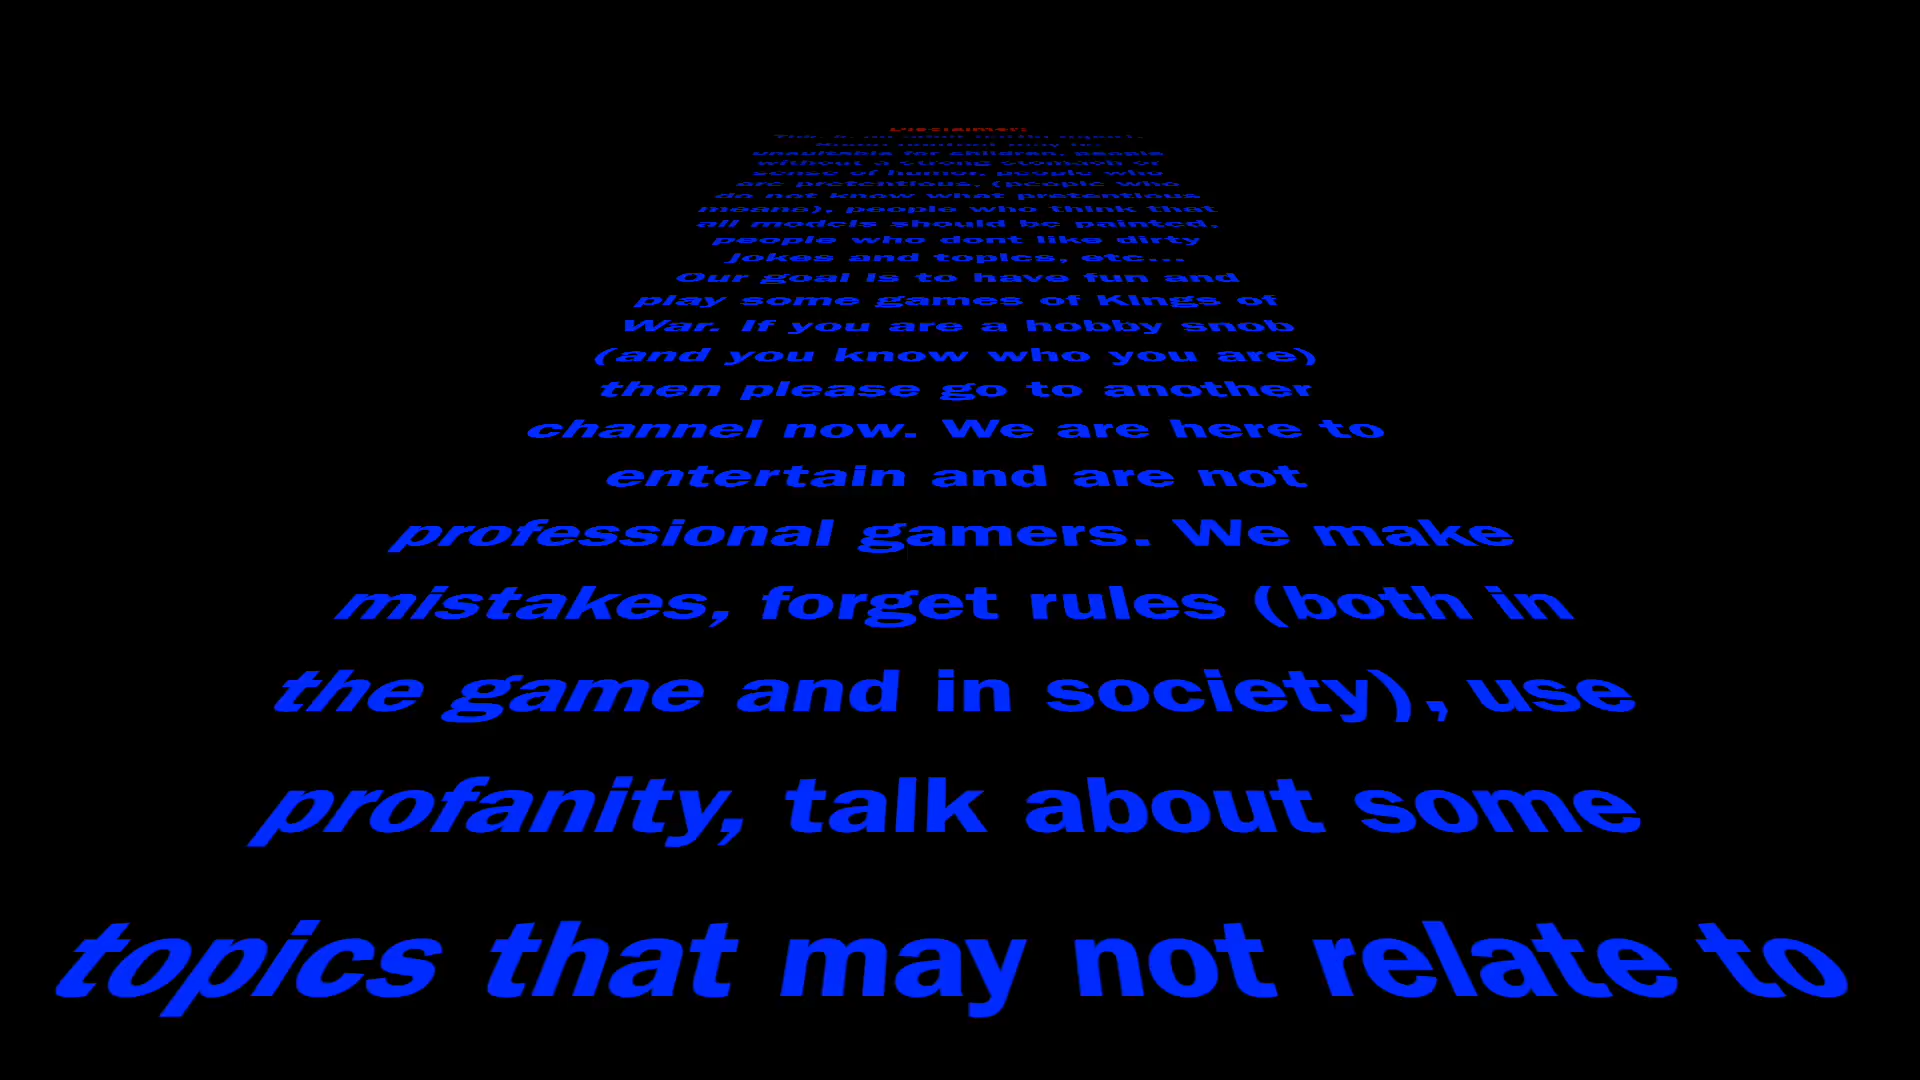 Disclaimer:
This is an
unsuitable for children, people
without a strong stomach or
sense of humor, people who
are pretentious, (people who
do not know what pretentious
means), people who think that
all models should be painted,
people who dont like dirty
jokes and topics, etc...
Our goal is to have fun and
play some games of Kings of
War. If you are a hobby snob
(and you know who you are)
then please go to another
channel now. We are here to
entertain and are not
professional gamers. We make
mistakes, forget rules (both in
the game and in society), use
profanity, talk about some
topics that may not relate to